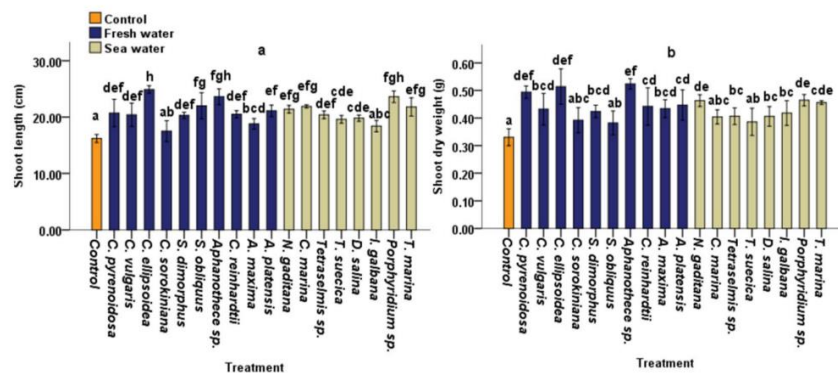 Control
Fresh water
Sea water
a
Shoot length (cm)
30.00
20.00
10.00
0.00
a
def
def
h
ab
def
fg
fgh
def
bcd
ef
efg
efg
def
cde
cde
abc
fgh
efg
Control
C. pyrenoidosa
C. vulgaris
C. ellipsoidea
C. sorokiniana
S. dimorphus
S. obliquus
Aphanothece sp.
C. reinhardtii
A. maxima
A. platensis
N. gaditana
C. marina
Tetraselmis sp.
T. suecica
D. salina
I. galbana
Porphyridium sp.
T. marina
Treatment
b
Shoot dry weight (g)
0.60
0.50
0.40
0.30
0.20
0.10
0.00
a
def
bcd
ef
abc
bc
ab
ef
cd
cd
cd
de
abc
bc
ab
bc
bc
de
cde
Control
C. pyrenoidosa
C. vulgaris
C. ellipsoidea
C. sorokiniana
S. dimorphus
S. obliquus
Aphanothece sp.
C. reinhardtii
A. maxima
A. platensis
N. gaditana
C. marina
Tetraselmis sp.
T. suecica
D. salina
I. galbana
Porphyridium sp.
T. marina
Treatment